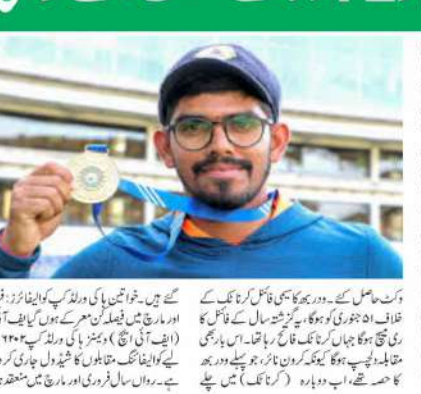 وکٹ حاصل کئے۔ودربھ کا سیمی فائنل کرناٹک کے
خلاف ۵۱ جنوری کو ہوگا، یہ گزشتہ سال کے فائنل کا
ری میچ ہوگا جہاں کرناٹک فاتح رہا تھا۔ اس بار بھی
مقابلہ دلچسپ ہوگا کیونکہ کرون نائر، جو پہلے ودربھ
کا حصہ تھے، اب دوبارہ (کرناٹک) میں چلے
گئے ہیں۔خواتین ہاکی ورلڈ کپ کوالیفائرز:
اور مارچ میں فیصلہ کن معرکے ہوں گیایف
(ایف آئی ایچ) ویمنز ہاکی ورلڈ کپ ۶۲۰۲
لیے کوالیفائنگ مقابلوں کا شیڈول جاری کر
ہے۔رواں سال فروری اور مارچ میں منعقد